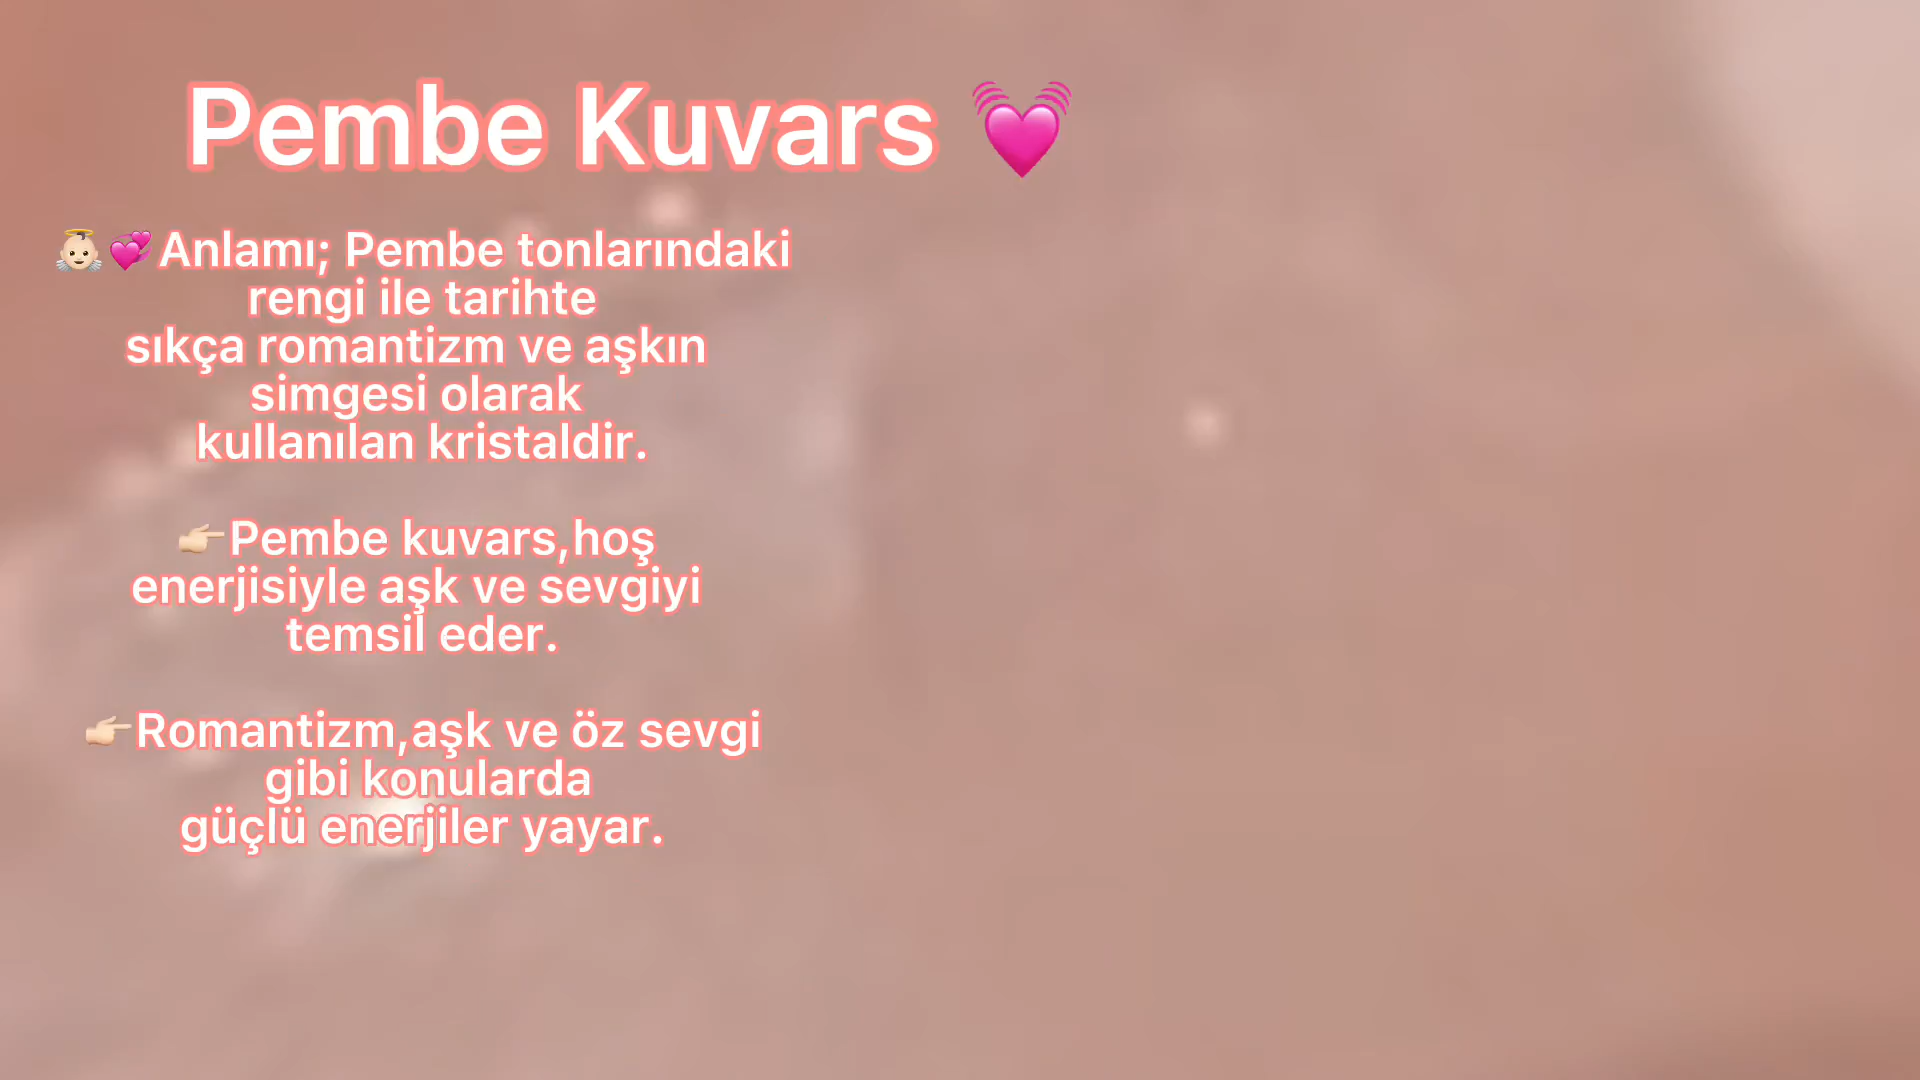 Pembe Kuvars 💓
👼🏻💞Anlamı; Pembe tonlarındaki
rengi ile tarihte
sıkça romantizm ve aşkın
simgesi olarak
kullanılan kristaldir.
👉🏻Pembe kuvars,hoş
enerjisiyle aşk ve sevgiyi
temsil eder.
👉🏻Romantizm,aşk ve öz sevgi
gibi konularda
güçlü enerjiler yayar.